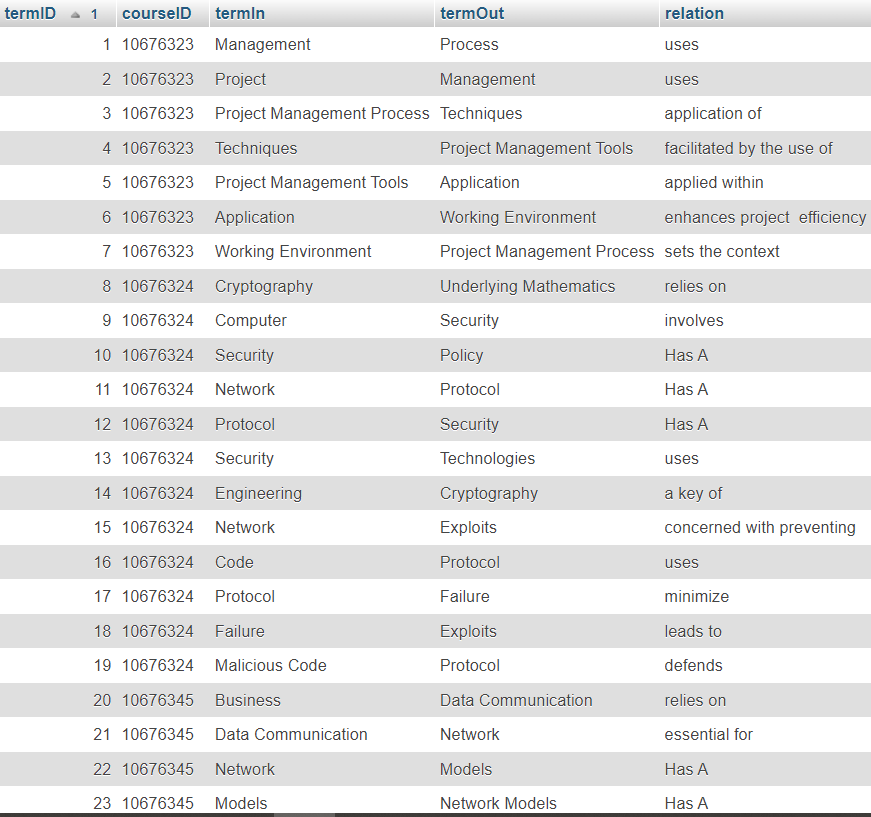 termID 1 courseID termIn termOut relation
1 10676323 Management Process uses
2 10676323 Project Management uses
3 10676323 Project Management Process Techniques application of
4 10676323 Techniques Project Management Tools facilitated by the use of
5 10676323 Project Management Tools Application applied within
6 10676323 Application Working Environment enhances project  efficiency
7 10676323 Working Environment Project Management Process sets the context
8 10676324 Cryptography Underlying Mathematics relies on
9 10676324 Computer Security involves
10 10676324 Security Policy Has A
11 10676324 Network Protocol Has A
12 10676324 Protocol Security Has A
13 10676324 Security Technologies uses
14 10676324 Engineering Cryptography a key of
15 10676324 Network Exploits concerned with preventing
16 10676324 Code Protocol uses
17 10676324 Protocol Failure minimize
18 10676324 Failure Exploits leads to
19 10676324 Malicious Code Protocol defends
20 10676345 Business Data Communication relies on
21 10676345 Data Communication Network essential for
22 10676345 Network Models Has A
23 10676345 Models Network Models Has A